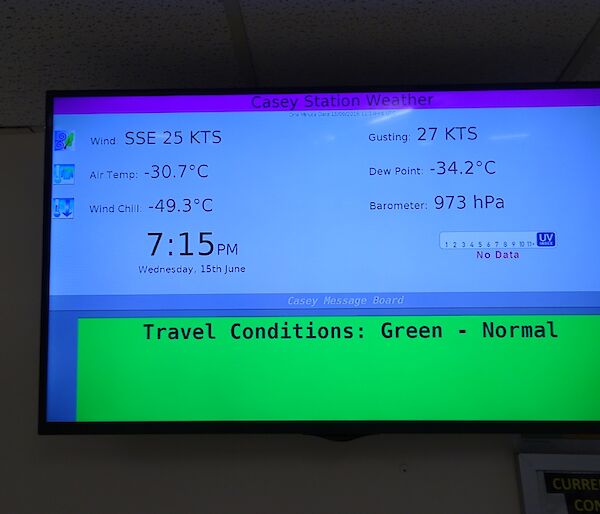 Casey Station Weather
Wind: SSE 25 KTS
Gusting: 27 KTS
Air Temp: -30.7°C
Dew Point: -34.2°C
Wind Chill: -49.3°C
Barometer: 973 hPa
7:15PM
Wednesday, 15th June
1 2 3 4 5 6 7 8 9 10 11+ UV INDEX
No Data
Casey Message Board
Travel Conditions: Green - Normal